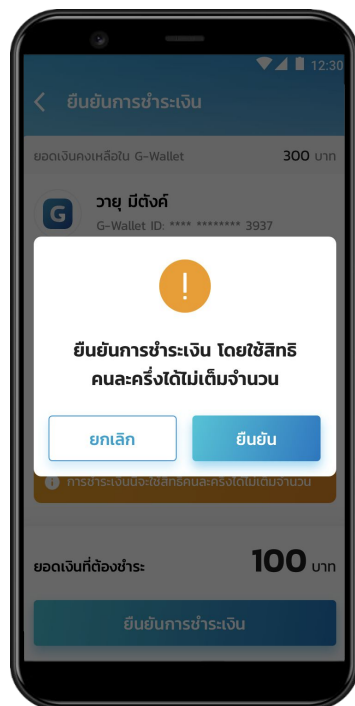 12:30
ยืนยันการชำระเงิน
ยอดเงินคงเหลือใน G-Wallet 300 บาท
G วายุ มีตังค์
G-Wallet ID: **** ******** 3937
!
ยืนยันการชำระเงิน โดยใช้สิทธิ
คนละครึ่งได้ไม่เต็มจำนวน
ยกเลิก ยืนยัน
การชำระเงินนี้จะใช้สิทธิคนละครึ่งได้ไม่เต็มจำนวน
ยอดเงินที่ต้องชำระ 100 บาท
ยืนยันการชำระเงิน